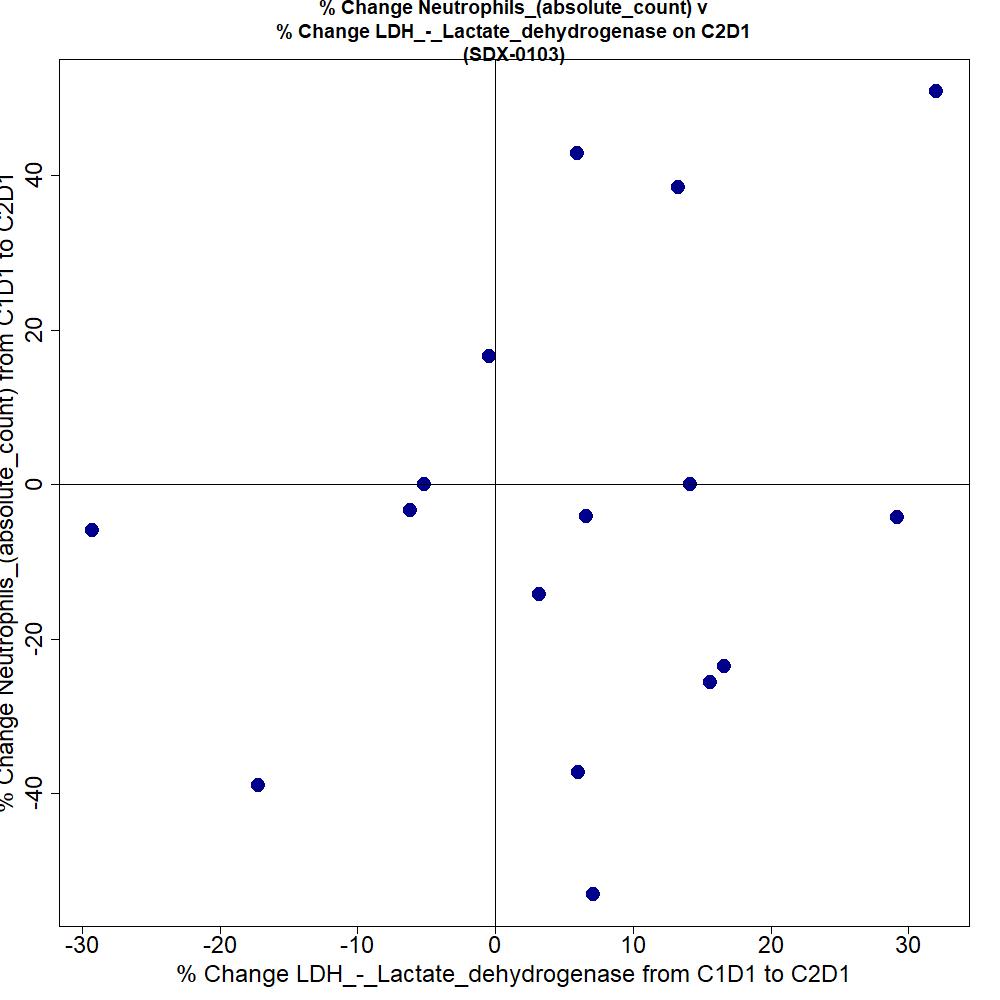 % Change Neutrophils_(absolute_count) v
% Change LDH_-_Lactate_dehydrogenase on C2D1
(SDX-0103)
% Change Neutrophils_(absolute_count) from C1D1 to C2D1
40
20
0
-20
-40
-30
-20
-10
0
10
20
30
% Change LDH_-_Lactate_dehydrogenase from C1D1 to C2D1